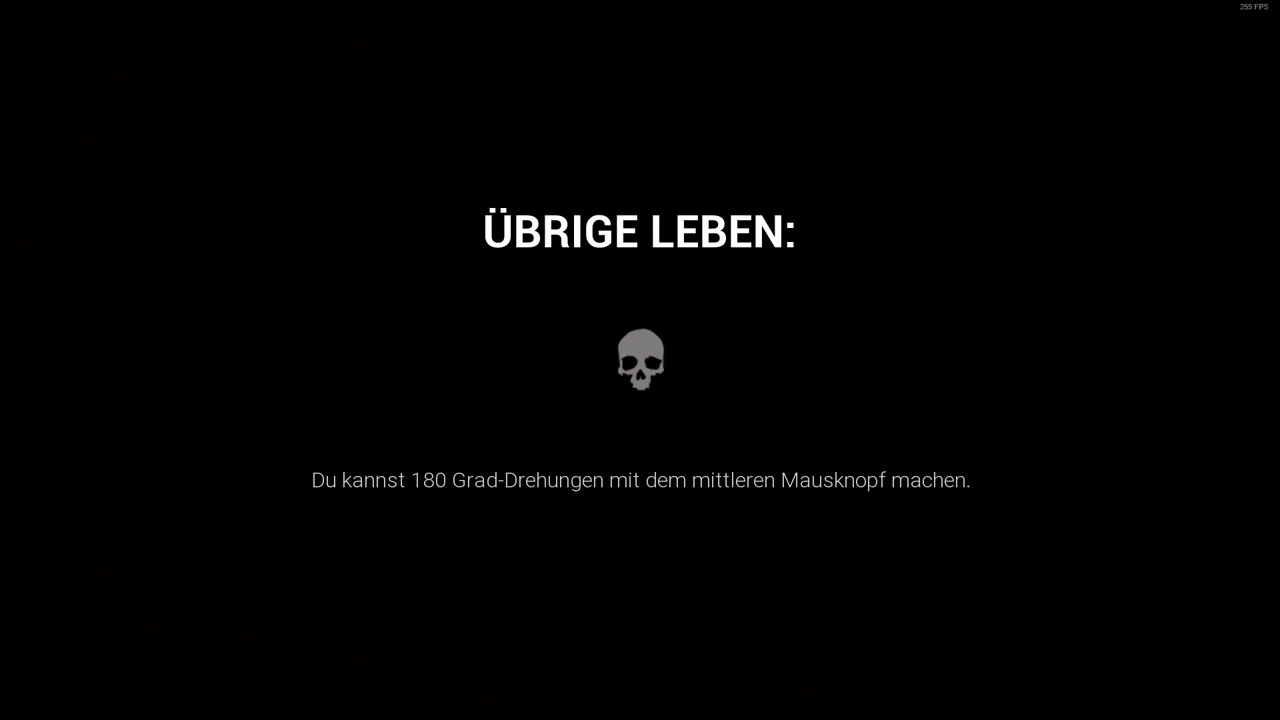 255 FPS
ÜBRIGE LEBEN:
Du kannst 180 Grad-Drehungen mit dem mittleren Mausknopf machen.